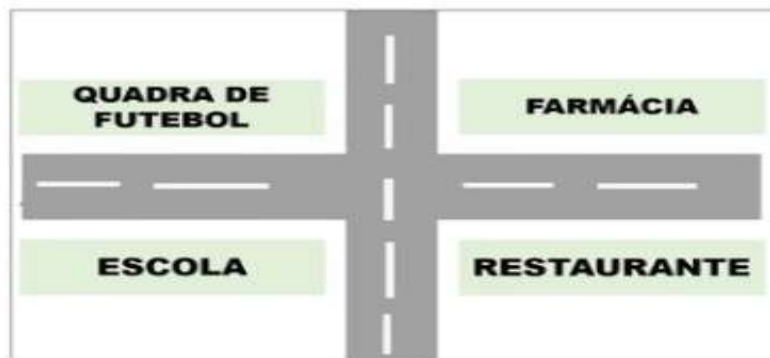 QUADRA DE
FUTEBOL
FARMÁCIA
ESCOLA
RESTAURANTE